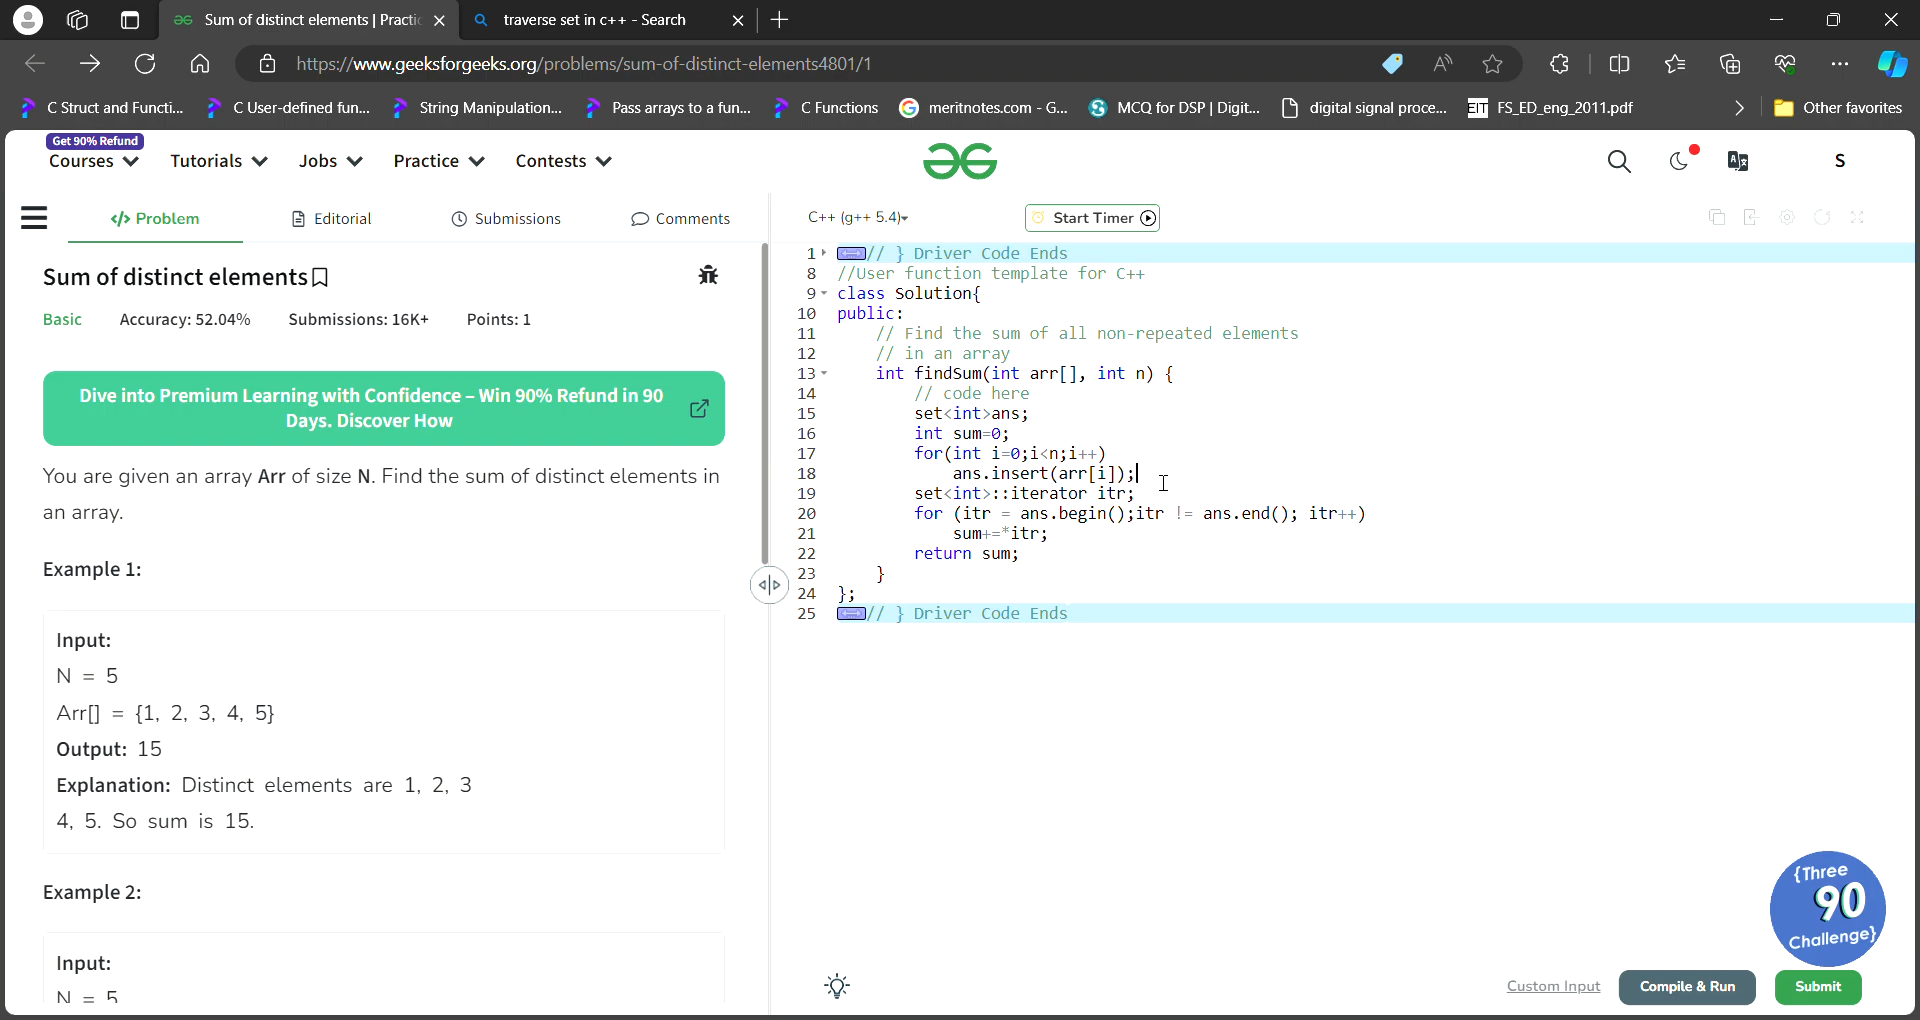 Sum of distinct elements | Practic
traverse set in c++ - Search
https://www.geeksforgeeks.org/problems/sum-of-distinct-elements4801/1
C Struct and Functi... C User-defined fun... String Manipulation... Pass arrays to a fun... C Functions meritnotes.com - G... MCQ for DSP | Digit... digital signal proce... EIT FS_ED_eng_2011.pdf Other favorites
Get 90% Refund
Courses Tutorials Jobs Practice Contests S
Problem Editorial Submissions Comments
Sum of distinct elements
Basic Accuracy: 52.04% Submissions: 16K+ Points: 1
Dive into Premium Learning with Confidence – Win 90% Refund in 90
Days. Discover How
You are given an array Arr of size N. Find the sum of distinct elements in
an array.
Example 1:
Input:
N = 5
Arr[] = {1, 2, 3, 4, 5}
Output: 15
Explanation: Distinct elements are 1, 2, 3
4, 5. So sum is 15.
Example 2:
Input:
N = 5
C++ (g++ 5.4)
Start Timer
1 // } Driver Code Ends
8 //User function template for C++
9 class Solution{
10 public:
11 // Find the sum of all non-repeated elements
12 // in an array
13 int findSum(int arr[], int n) {
14 // code here
15 set<int>ans;
16 int sum=0;
17 for(int i=0;i<n;i++)
18 ans.insert(arr[i]);
19 set<int>::iterator itr;
20 for (itr = ans.begin();itr != ans.end(); itr++)
21 sum+=*itr;
22 return sum;
23 }
24 };
25 // } Driver Code Ends
{Three
90
Challenge}
Custom Input Compile & Run Submit